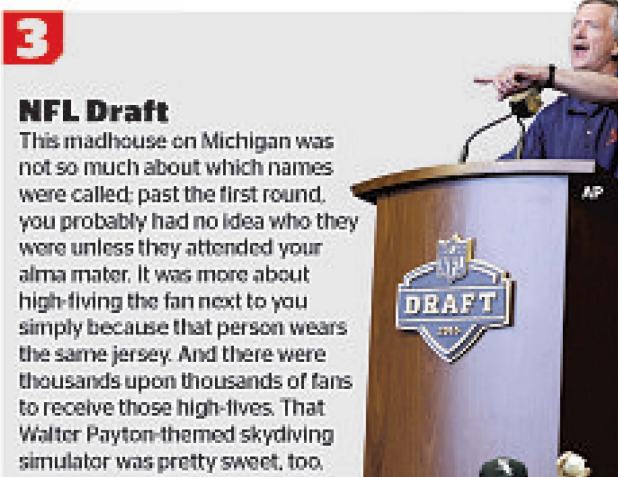 3
NFL Draft
This madhouse on Michigan was
not so much about which names
were called; past the first round,
you probably had no idea who they
were unless they attended your
alma mater. It was more about
high-fiving the fan next to you
simply because that person wears
the same jersey. And there were
thousands upon thousands of fans
to receive those high-fives. That
Walter Payton-themed skydiving
simulator was pretty sweet, too.
AP
NFL
DRAFT